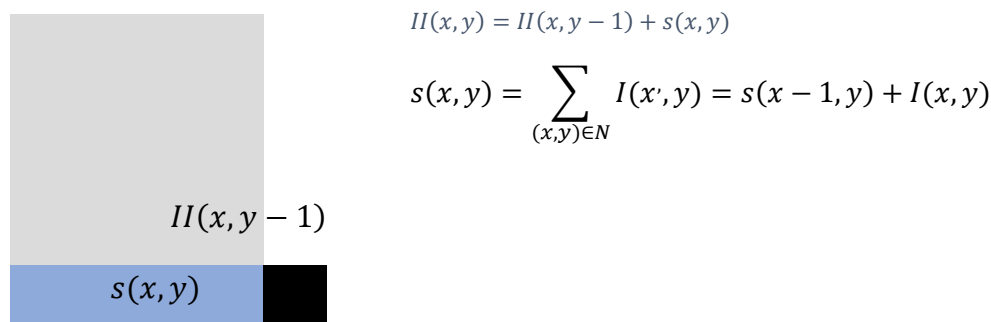 II(x, y) = II(x, y − 1) + s(x, y)
s(x, y) = ∑ I(x′, y) = s(x − 1, y) + I(x, y)
(x,y)∈N
II(x, y − 1)
s(x, y)